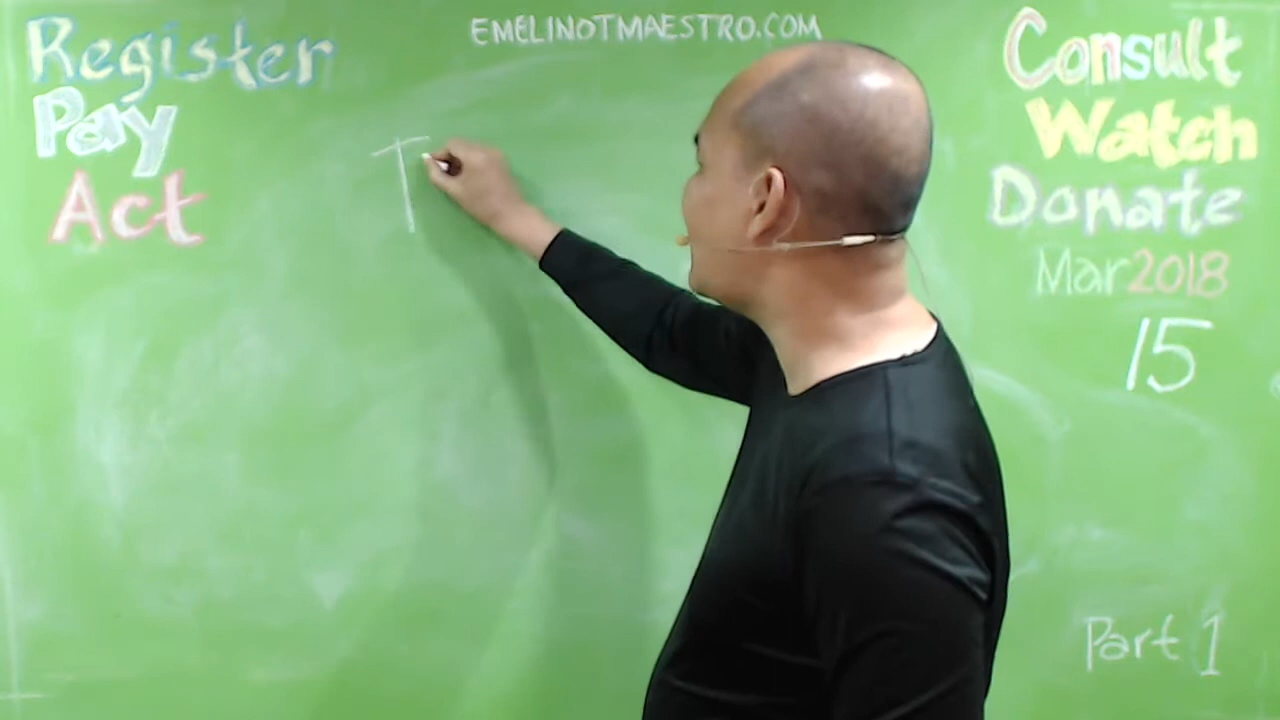 EMELINOTMAESTRO.COM
Register
Pay
Act
T
Consult
Watch
Donate
Mar2018
15
Part 1